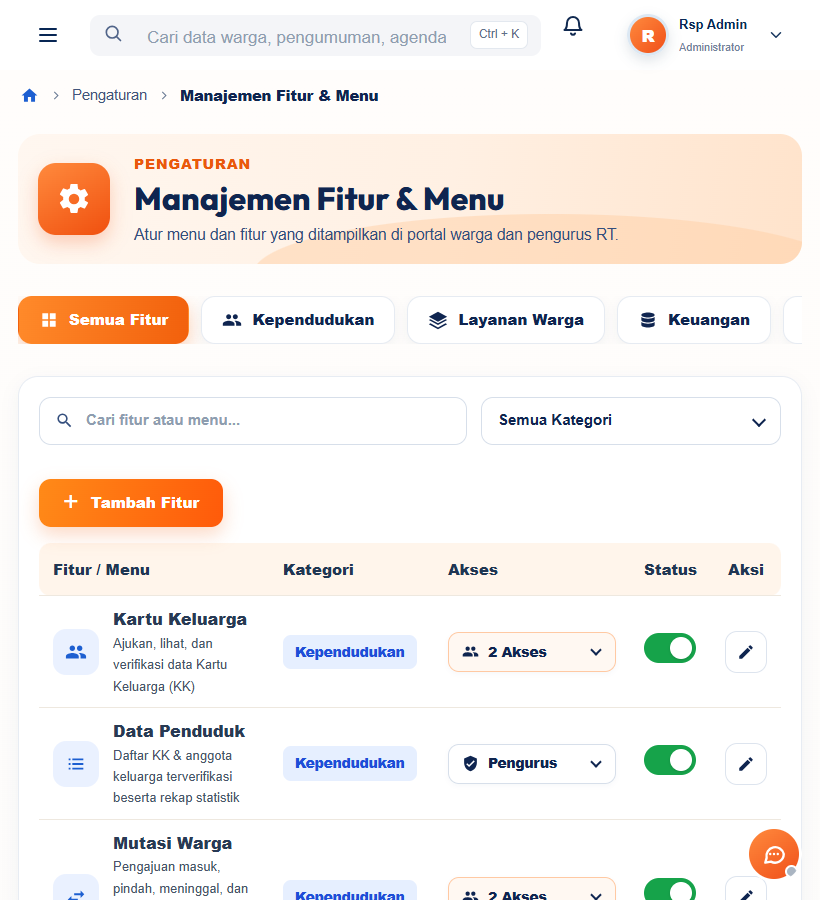 Cari data warga, pengumuman, agenda
Ctrl + K
R
Rsp Admin
Administrator
Pengaturan
Manajemen Fitur & Menu
PENGATURAN
Manajemen Fitur & Menu
Atur menu dan fitur yang ditampilkan di portal warga dan pengurus RT.
Semua Fitur
Kependudukan
Layanan Warga
Keuangan
Cari fitur atau menu...
Semua Kategori
Tambah Fitur
Fitur / Menu
Kategori
Akses
Status
Aksi
Kartu Keluarga
Ajukan, lihat, dan
verifikasi data Kartu
Keluarga (KK)
Kependudukan
2 Akses
Data Penduduk
Daftar KK & anggota
keluarga terverifikasi
beserta rekap statistik
Kependudukan
Pengurus
Mutasi Warga
Pengajuan masuk,
pindah, meninggal, dan
Kependudukan
2 Akses